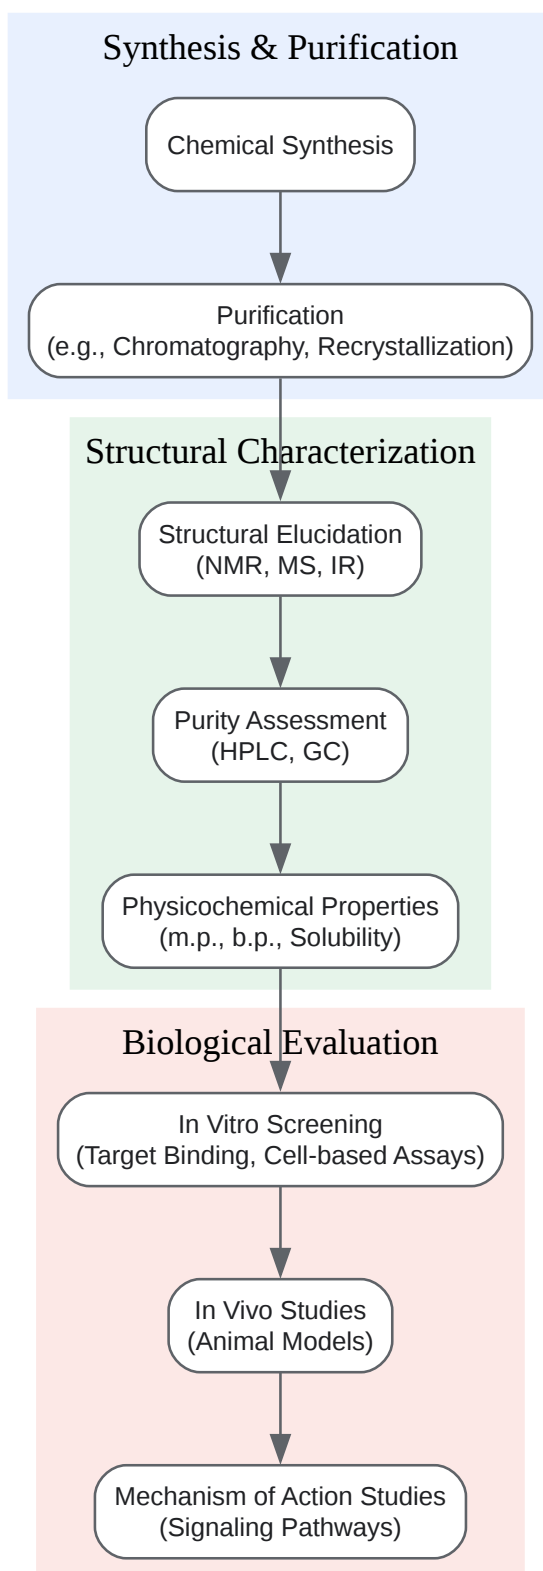 Synthesis & Purification
Chemical Synthesis
Purification
(e.g., Chromatography, Recrystallization)
Structural Characterization
Structural Elucidation
(NMR, MS, IR)
Purity Assessment
(HPLC, GC)
Physicochemical Properties
(m.p., b.p., Solubility)
Biological Evaluation
In Vitro Screening
(Target Binding, Cell-based Assays)
In Vivo Studies
(Animal Models)
Mechanism of Action Studies
(Signaling Pathways)